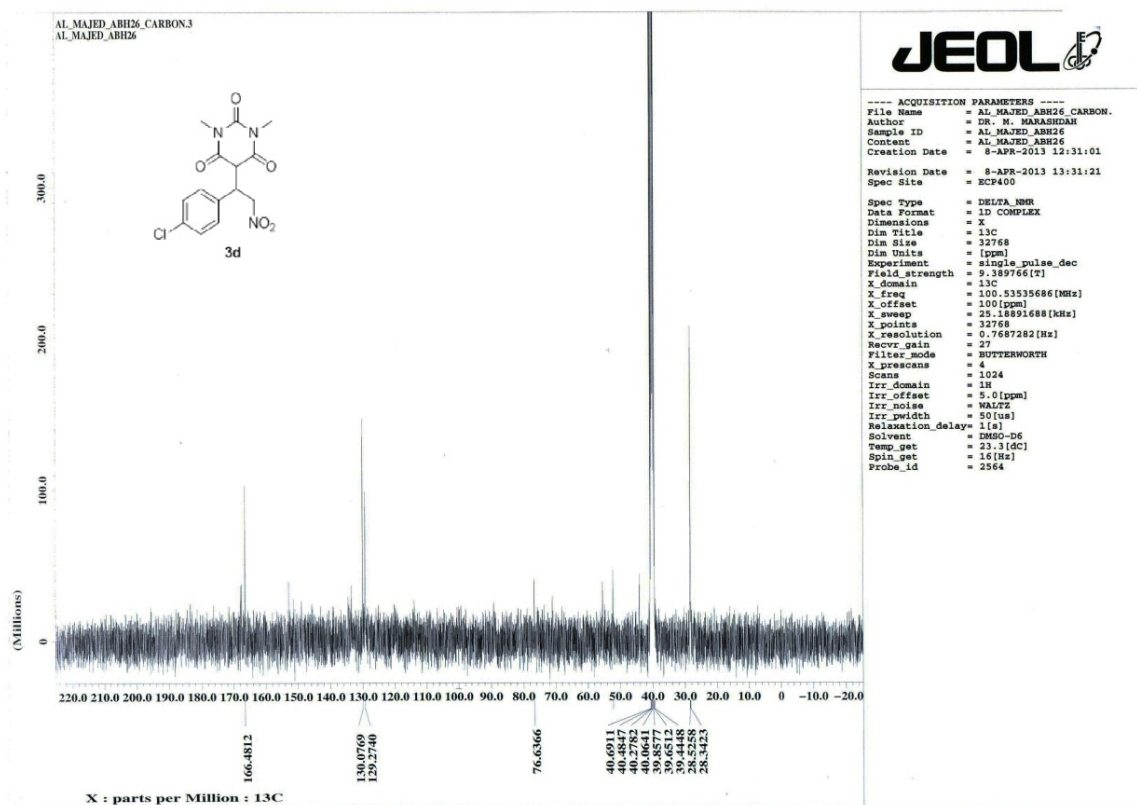 AL_MAJED_ABH26_CARBON.3
AL_MAJED_ABH26
O
N
N
O
O
NO2
Cl
3d
(Millions)
300.0
200.0
100.0
0
220.0 210.0 200.0 190.0 180.0 170.0 160.0 150.0 140.0 130.0 120.0 110.0 100.0 90.0 80.0 70.0 60.0 50.0 40.0 30.0 20.0 10.0 0 -10.0 -20.0
166.4812
130.0769
129.2740
76.6366
40.6911
40.4847
40.2782
40.0641
39.8577
39.6512
39.4448
28.5258
28.3423
X : parts per Million : 13C
JEOL
---- ACQUISITION PARAMETERS ----
File Name = AL_MAJED_ABH26_CARBON.
Author = DR. M. MARASHDAH
Sample ID = AL_MAJED_ABH26
Content = AL_MAJED_ABH26
Creation Date = 8-APR-2013 12:31:01
Revision Date = 8-APR-2013 13:31:21
Spec Site = ECP400
Spec Type = DELTA_NMR
Data Format = 1D COMPLEX
Dimensions = X
Dim Title = 13C
Dim Size = 32768
Dim Units = [ppm]
Experiment = single_pulse_dec
Field_strength = 9.389766[T]
X_domain = 13C
X_freq = 100.53535686[MHz]
X_offset = 100[ppm]
X_sweep = 25.18891688[kHz]
X_points = 32768
X_resolution = 0.7687282[Hz]
Recvr_gain = 27
Filter_mode = BUTTERWORTH
X_prescans = 4
Scans = 1024
Irr_domain = 1H
Irr_offset = 5.0[ppm]
Irr_noise = WALTZ
Irr_pwidth = 50[us]
Relaxation_delay= 1[s]
Solvent = DMSO-D6
Temp_get = 23.3[dC]
Spin_get = 16[Hz]
Probe_id = 2564